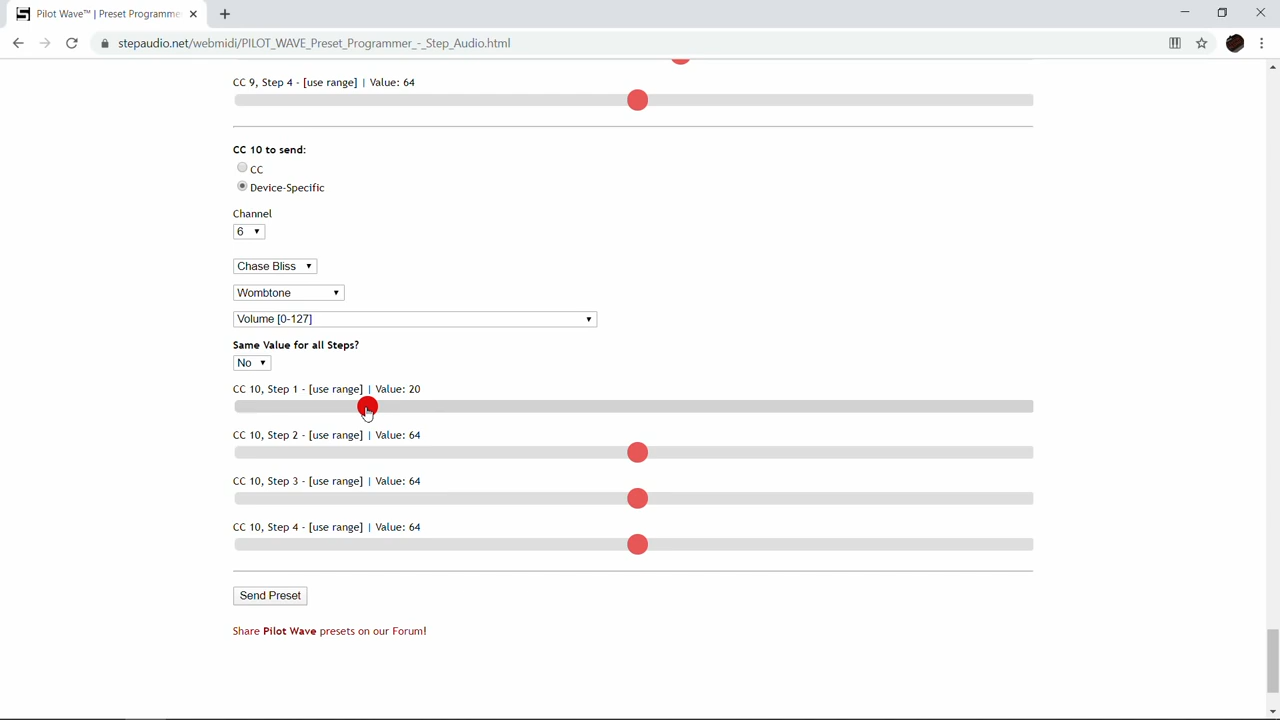 Pilot Wave™ | Preset Programme
stepaudio.net/webmidi/PILOT_WAVE_Preset_Programmer_-_Step_Audio.html
CC 9, Step 4 - [use range] | Value: 64
CC 10 to send:
CC
Device-Specific
Channel
6
Chase Bliss
Wombtone
Volume [0-127]
Same Value for all Steps?
No
CC 10, Step 1 - [use range] | Value: 20
CC 10, Step 2 - [use range] | Value: 64
CC 10, Step 3 - [use range] | Value: 64
CC 10, Step 4 - [use range] | Value: 64
Send Preset
Share Pilot Wave presets on our Forum!